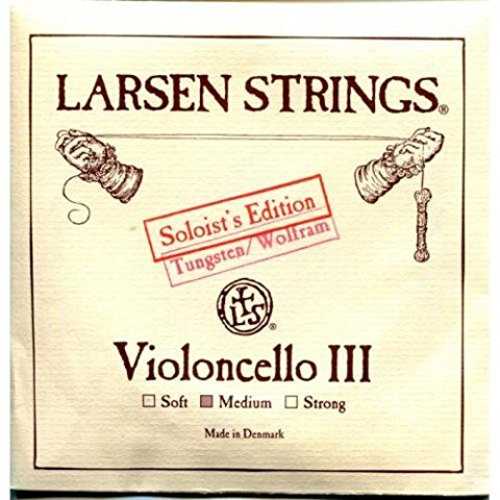 LARSEN STRINGS®
Soloist's Edition
Tungsten/Wolfram
LS
®
Violoncello III
Soft Medium Strong
Made in Denmark